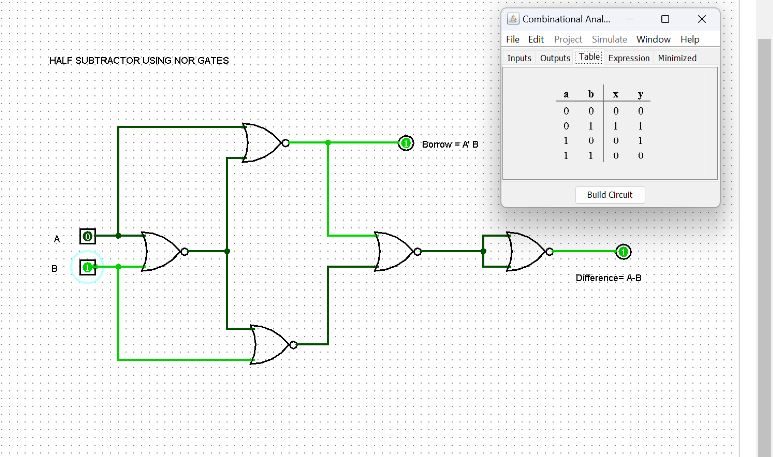 Combinational Anal...
File Edit Project Simulate Window Help
Inputs Outputs Table Expression Minimized
a b x y
0 0 0 0
0 1 1 1
1 0 0 1
1 1 0 0
Build Circuit
HALF SUBTRACTOR USING NOR GATES
1
Borrow = A' B
A 0
B 1
1
Difference= A-B